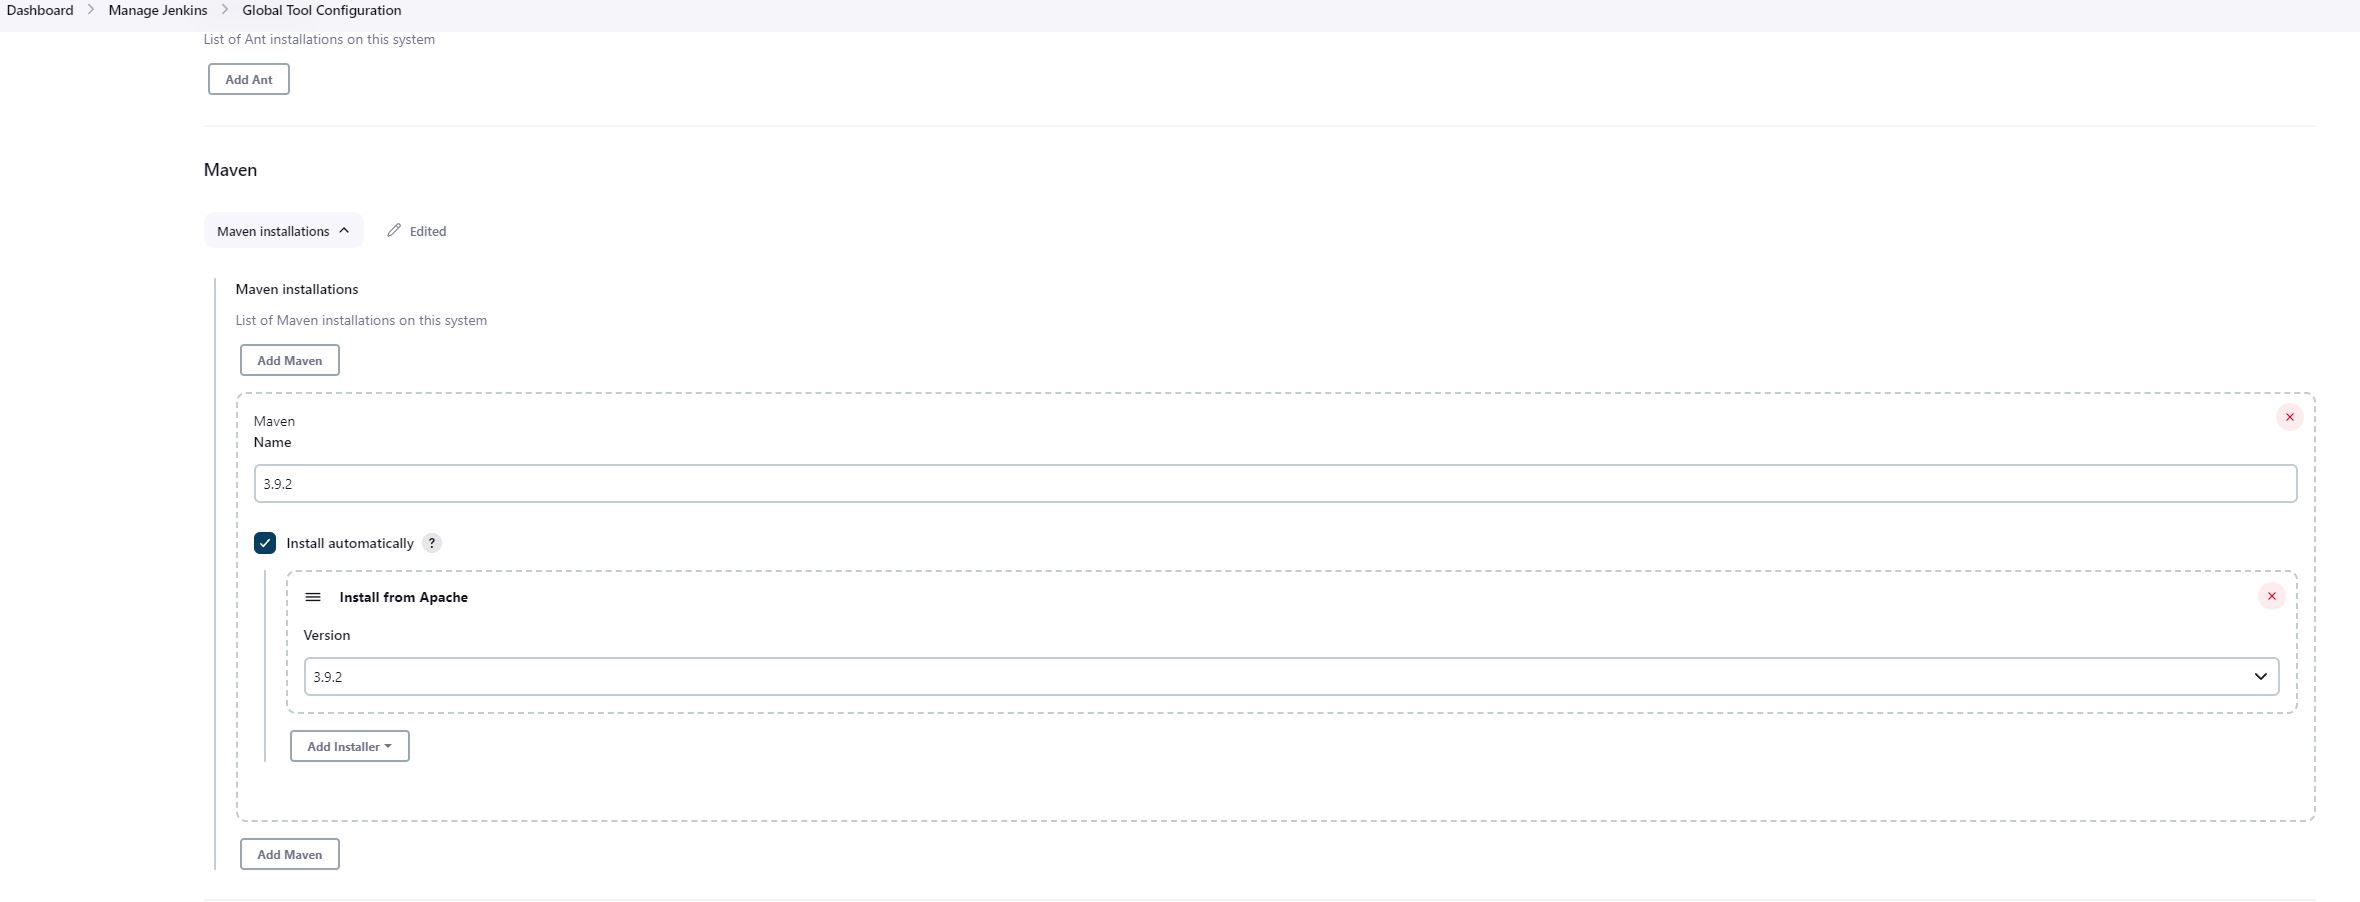 Dashboard > Manage Jenkins > Global Tool Configuration
List of Ant installations on this system
Add Ant
Maven
Maven installations Edited
Maven installations
List of Maven installations on this system
Add Maven
Maven
Name
3.9.2
Install automatically ?
Install from Apache
Version
3.9.2
Add Installer
Add Maven